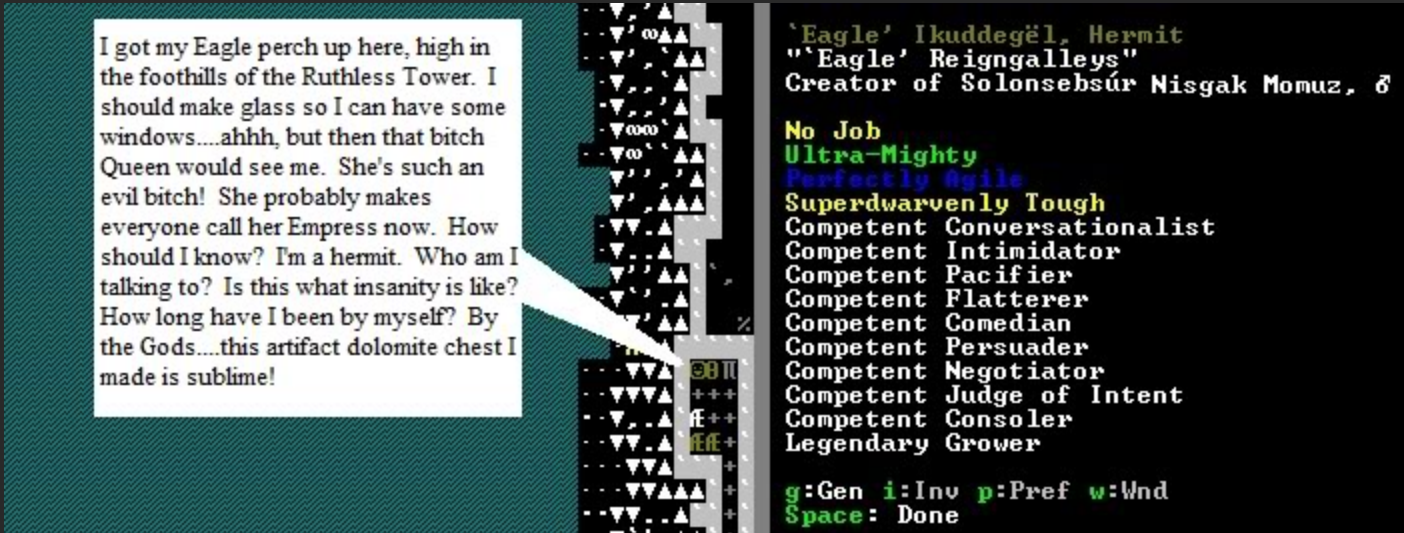 I got my Eagle perch up here, high in
the foothills of the Ruthless Tower.  I
should make glass so I can have some
windows....ahhh, but then that bitch
Queen would see me.  She's such an
evil bitch!  She probably makes
everyone call her Empress now.  How
should I know?  I'm a hermit.  Who am I
talking to?  Is this what insanity is like?
How long have I been by myself?  By
the Gods....this artifact dolomite chest I
made is sublime!
`Eagle' Ikuddegël, Hermit
"`Eagle' Reigngalleys"
Creator of Solonsebsúr Nisgak Momuz, ♂
No Job
Ultra-Mighty
Perfectly Agile
Superdwarvenly Tough
Competent Conversationalist
Competent Intimidator
Competent Pacifier
Competent Flatterer
Competent Comedian
Competent Persuader
Competent Negotiator
Competent Judge of Intent
Competent Consoler
Legendary Grower
g:Gen i:Inv p:Pref w:Wnd
Space: Done